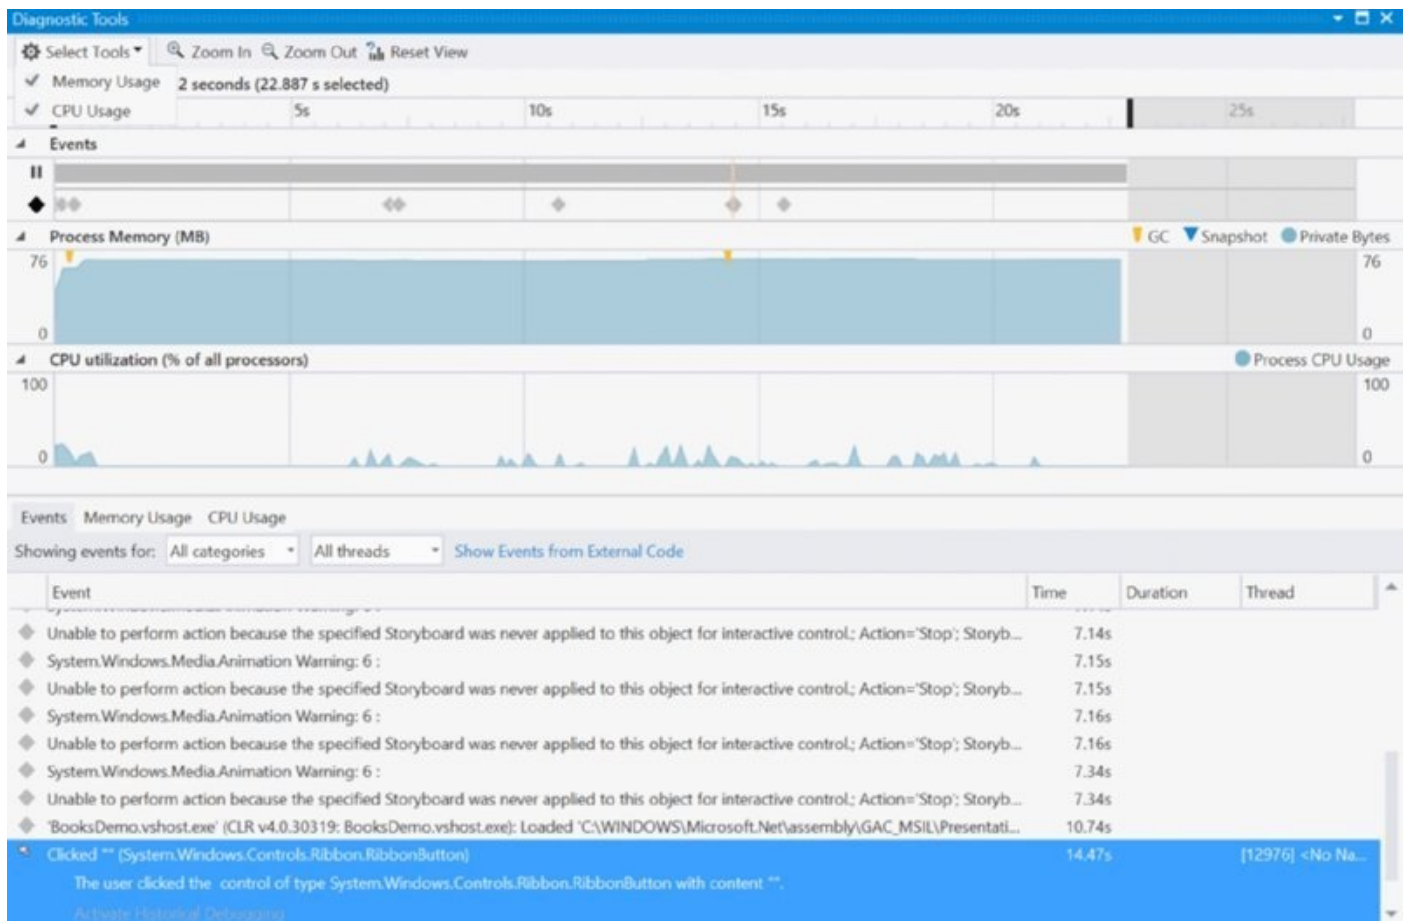 Diagnostic Tools
Select Tools Zoom In Zoom Out Reset View
Memory Usage 2 seconds (22.887 s selected)
CPU Usage 5s 10s 15s 20s 25s
Events
Process Memory (MB) GC Snapshot Private Bytes
76 76
0 0
CPU utilization (% of all processors) Process CPU Usage
100 100
0 0
Events Memory Usage CPU Usage
Showing events for: All categories All threads Show Events from External Code
Event Time Duration Thread
Unable to perform action because the specified Storyboard was never applied to this object for interactive control.; Action='Stop'; Storyb... 7.14s
System.Windows.Media.Animation Warning: 6 : 7.15s
Unable to perform action because the specified Storyboard was never applied to this object for interactive control.; Action='Stop'; Storyb... 7.15s
System.Windows.Media.Animation Warning: 6 : 7.16s
Unable to perform action because the specified Storyboard was never applied to this object for interactive control.; Action='Stop'; Storyb... 7.16s
System.Windows.Media.Animation Warning: 6 : 7.34s
Unable to perform action because the specified Storyboard was never applied to this object for interactive control.; Action='Stop'; Storyb... 7.34s
'BooksDemo.vshost.exe' (CLR v4.0.30319: BooksDemo.vshost.exe): Loaded 'C:\WINDOWS\Microsoft.Net\assembly\GAC_MSIL\Presentati... 10.74s
Clicked "" (System.Windows.Controls.Ribbon.RibbonButton) 14.47s [12976] <No Na...
The user clicked the control of type System.Windows.Controls.Ribbon.RibbonButton with content "".
Activate Historical Debugging